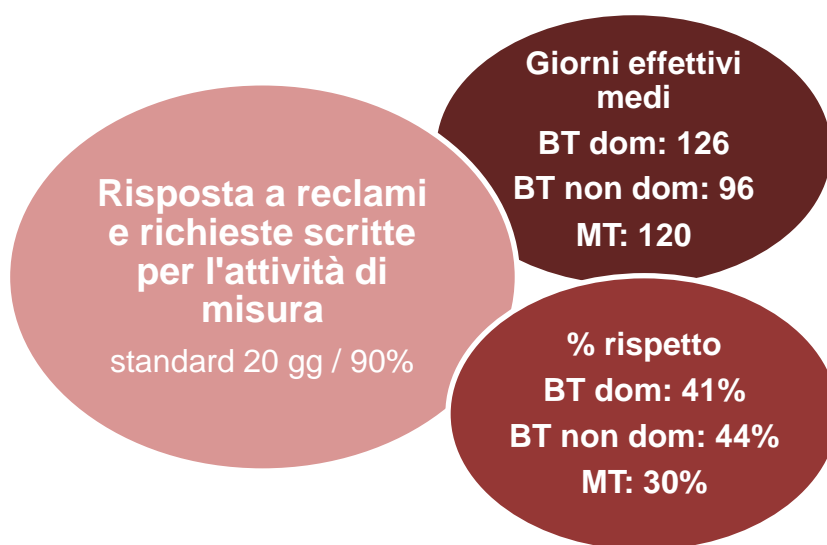 Risposta a reclami
e richieste scritte
per l'attività di
misura
standard 20 gg / 90%
Giorni effettivi
medi
BT dom: 126
BT non dom: 96
MT: 120
% rispetto
BT dom: 41%
BT non dom: 44%
MT: 30%